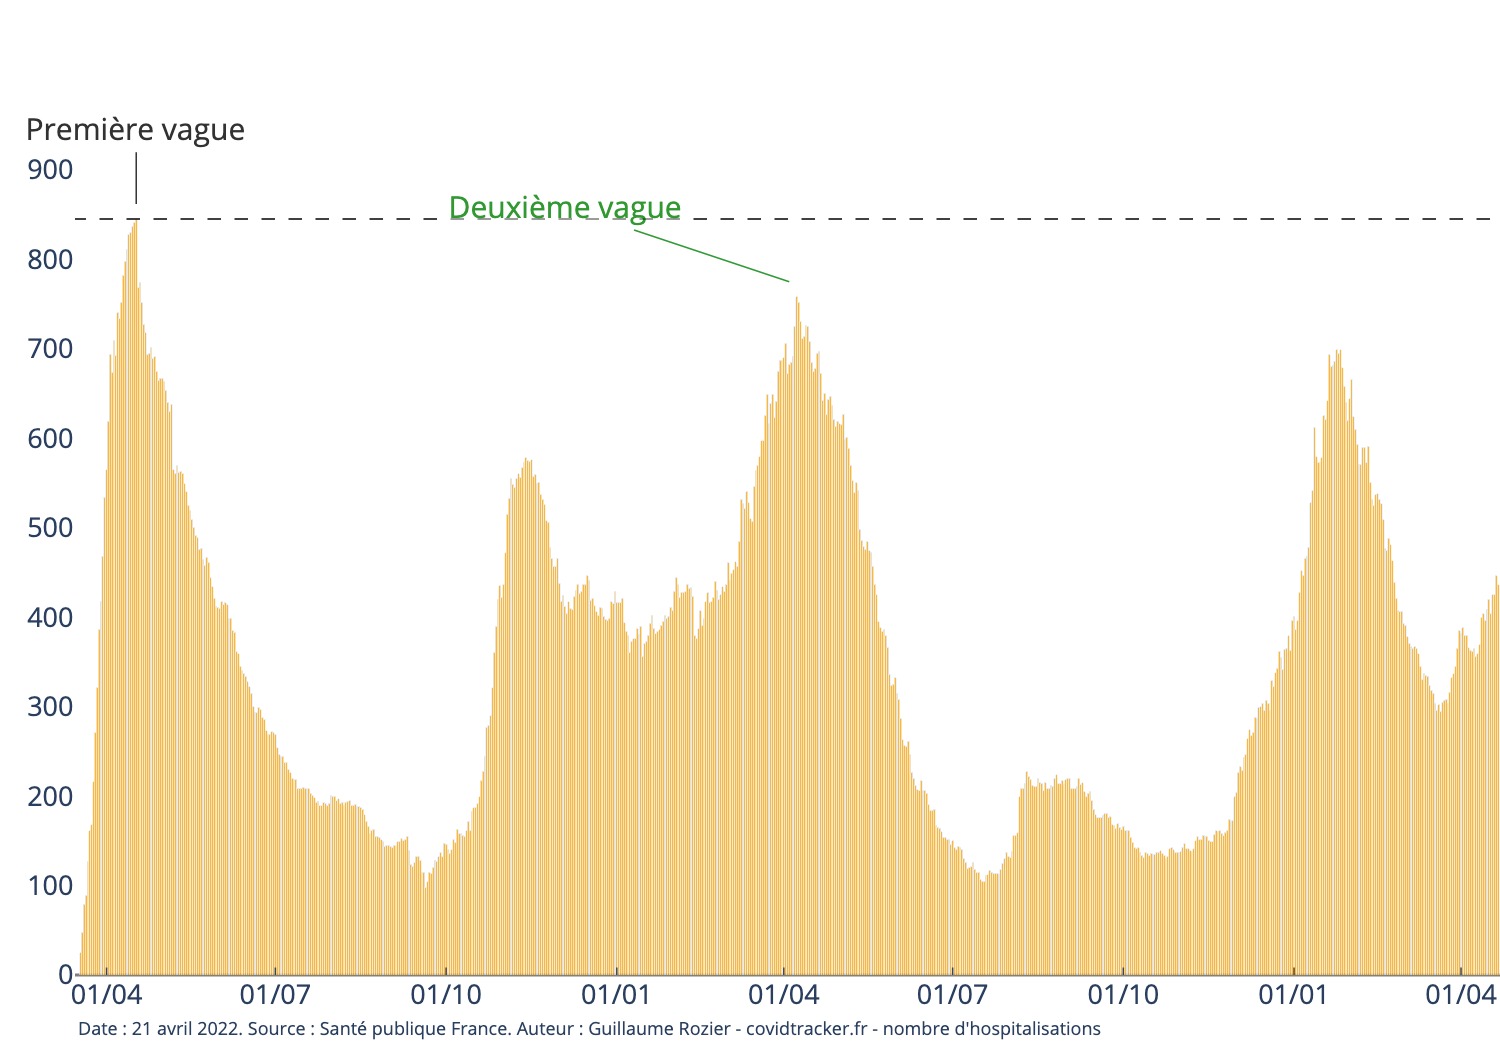 Première vague
900
Deuxième vague
800
700
600
500
400
300
200
100
0
01/04 01/07 01/10 01/01 01/04 01/07 01/10 01/01 01/04
Date : 21 avril 2022. Source : Santé publique France. Auteur : Guillaume Rozier - covidtracker.fr - nombre d'hospitalisations